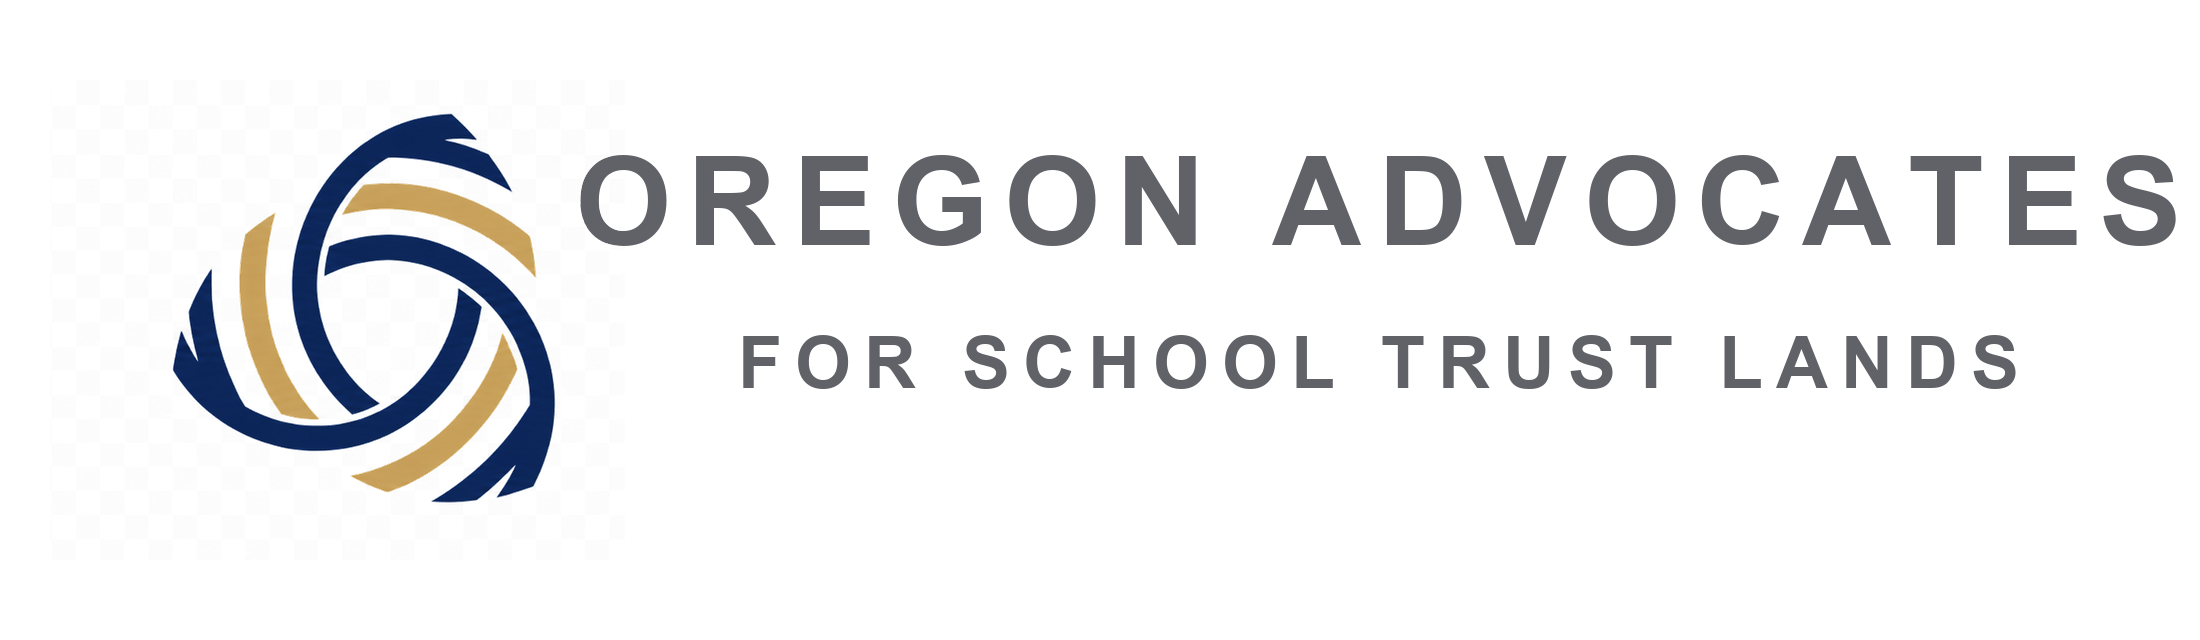 OREGON ADVOCATES
FOR SCHOOL TRUST LANDS